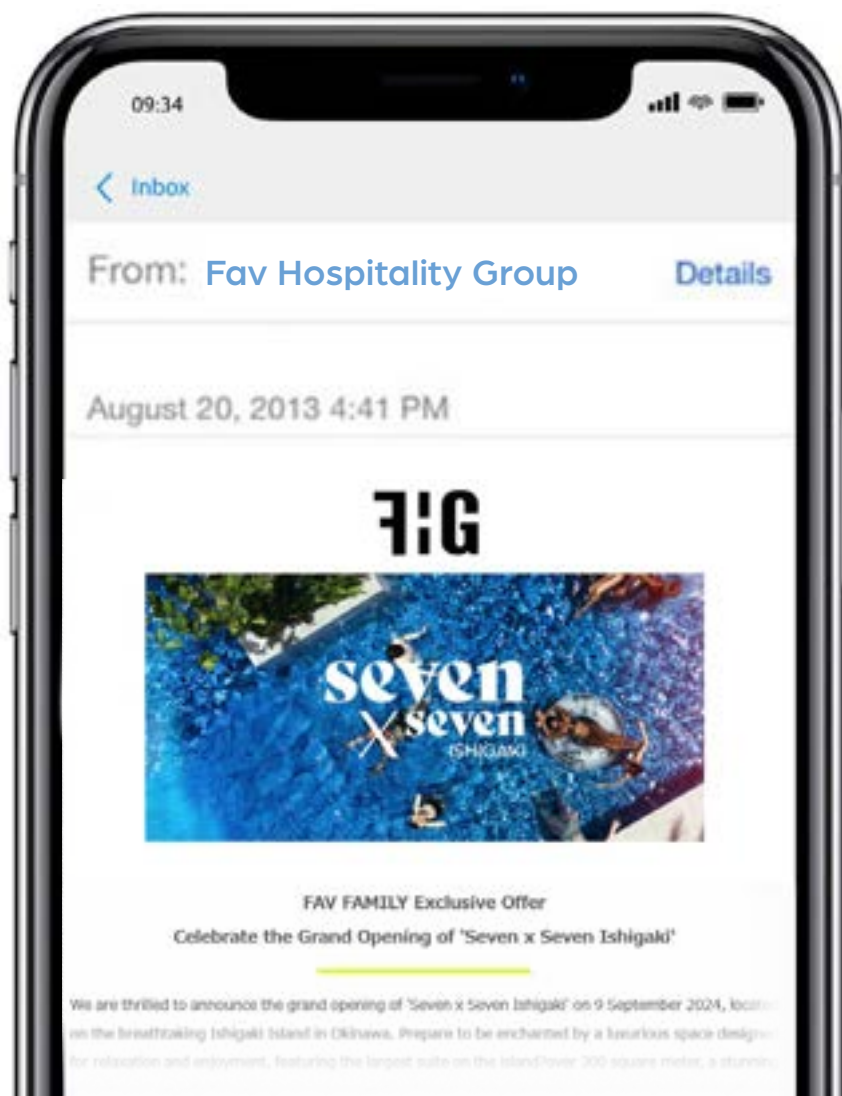 09:34
Inbox
From: Fav Hospitality Group Details
August 20, 2013 4:41 PM
FHG
seven
x seven
ISHIGAKI
FAV FAMILY Exclusive Offer
Celebrate the Grand Opening of 'Seven x Seven Ishigaki'
We are thrilled to announce the grand opening of 'Seven x Seven Ishigaki' on 9 September 2024,
on the breathtaking Ishigaki Island in Okinawa. Prepare to be enchanted by a luxurious space
for relaxation and enjoyment, featuring the largest suite on the island?over 300 square meter, a